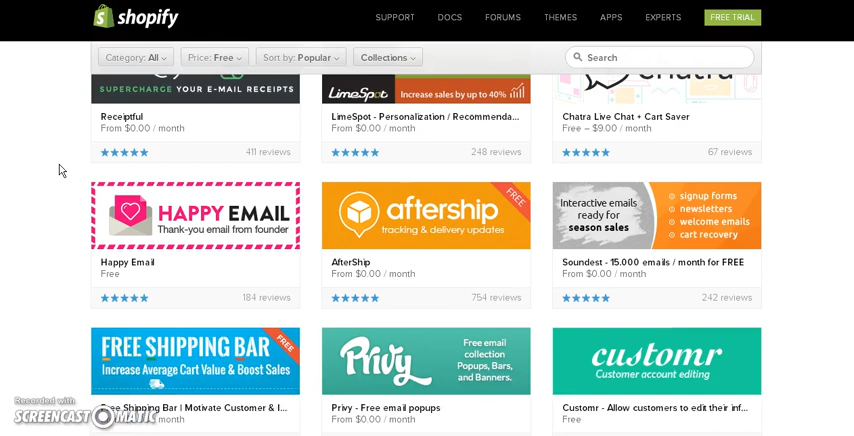 shopify
SUPPORT DOCS FORUMS THEMES APPS EXPERTS FREE TRIAL
Category: All Price: Free Sort by: Popular Collections Search
SUPERCHARGE YOUR E-MAIL RECEIPTS
LimeSpot Increase sales by up to 40%
Chatra
Receiptful
From $0.00 / month
411 reviews
LimeSpot - Personalization / Recommenda...
From $0.00 / month
248 reviews
Chatra Live Chat + Cart Saver
Free – $9.00 / month
67 reviews
HAPPY EMAIL
Thank-you email from founder
Happy Email
Free
184 reviews
aftership
tracking & delivery updates
FREE
AfterShip
From $0.00 / month
754 reviews
Interactive emails
ready for
season sales
signup forms
newsletters
welcome emails
cart recovery
Soundest - 15.000 emails / month for FREE
From $0.00 / month
242 reviews
FREE SHIPPING BAR
Increase Average Cart Value & Boost Sales
FREE
Free Shipping Bar | Motivate Customer & I...
/ month
Privy
Free email
collection
Popups, Bars,
and Banners.
Privy - Free email popups
From $0.00 / month
customr
Customer account editing
Customr - Allow customers to edit their inf...
Free
Recorded with
SCREENCAST-O-MATIC